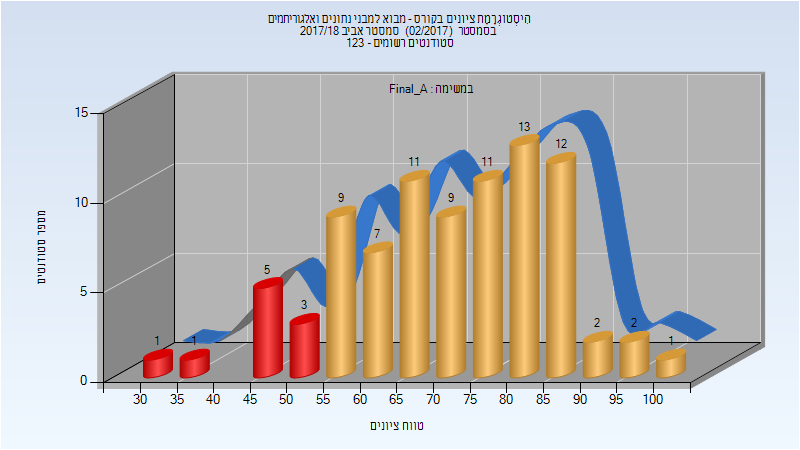 היסטוגרמת ציונים בקורס - מבוא למבני נתונים ואלגוריתמים
בסמסטר (02/2017) סמסטר אביב 2017/18
סטודנטים רשומים - 123
במשימה : Final_A
מספר סטודנטים
15
10
5
0
1
1
5
3
9
7
11
9
11
13
12
2
2
1
30 35 40 45 50 55 60 65 70 75 80 85 90 95 100
טווח ציונים